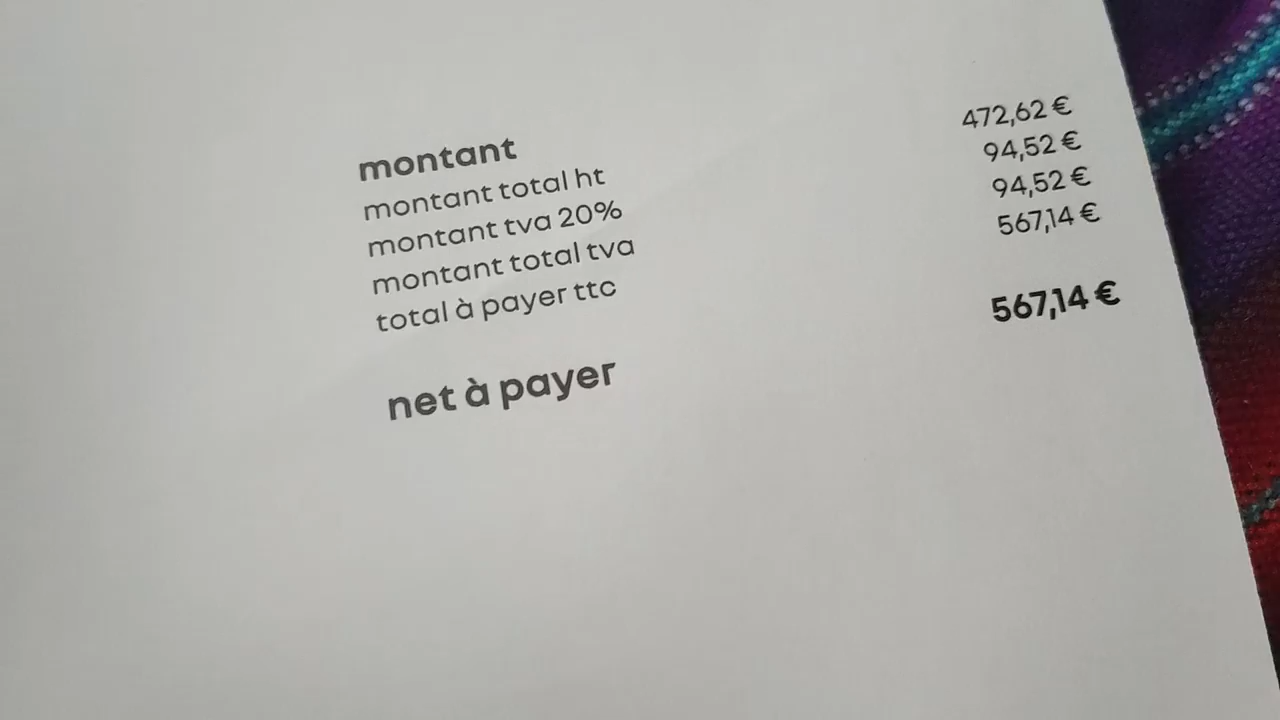 montant
montant total ht 472,62 €
montant tva 20% 94,52 €
montant total tva 94,52 €
total à payer ttc 567,14 €
net à payer 567,14 €